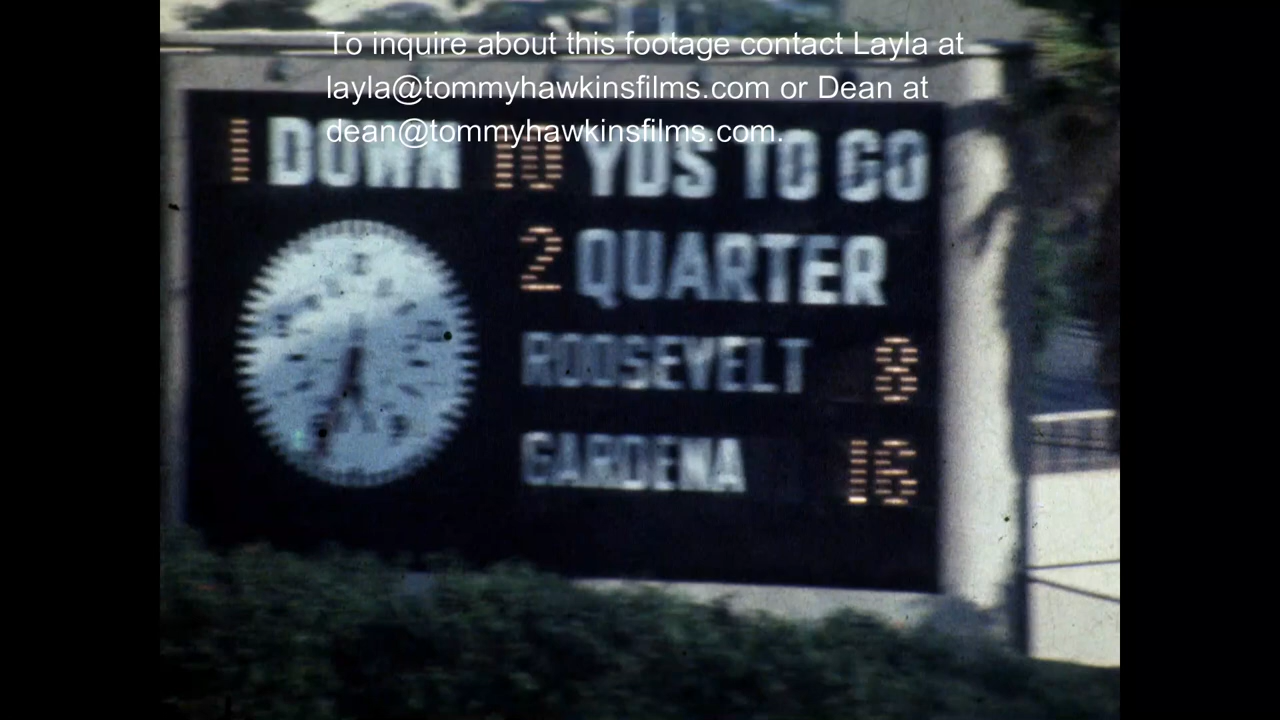 To inquire about this footage contact Layla at
layla@tommyhawkinsfilms.com or Dean at
dean@tommyhawkinsfilms.com.
1 DOWN 10 YDS TO GO
2 QUARTER
ROOSEVELT 8
GARDENA 16